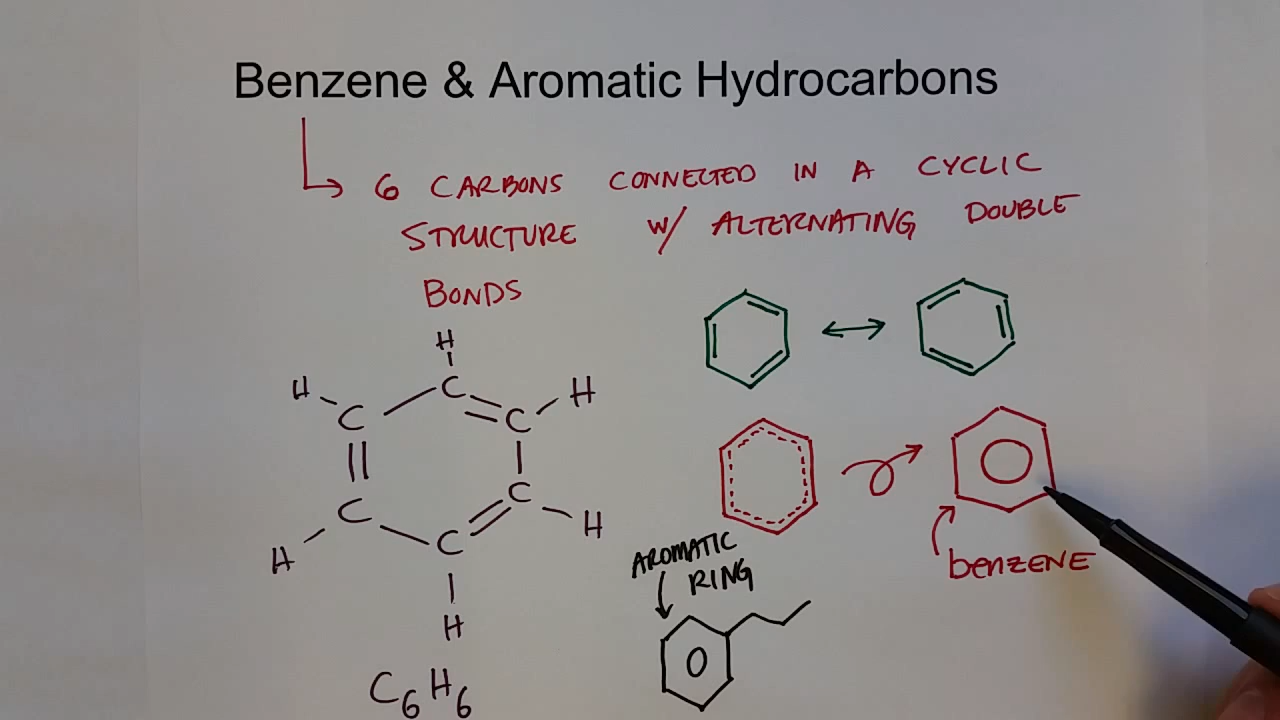 Benzene & Aromatic Hydrocarbons
6 CARBONS CONNECTED IN A CYCLIC
STRUCTURE W/ ALTERNATING DOUBLE
BONDS
H
H C C H
C C
H C H
H
C6H6
AROMATIC
RING
benzENE